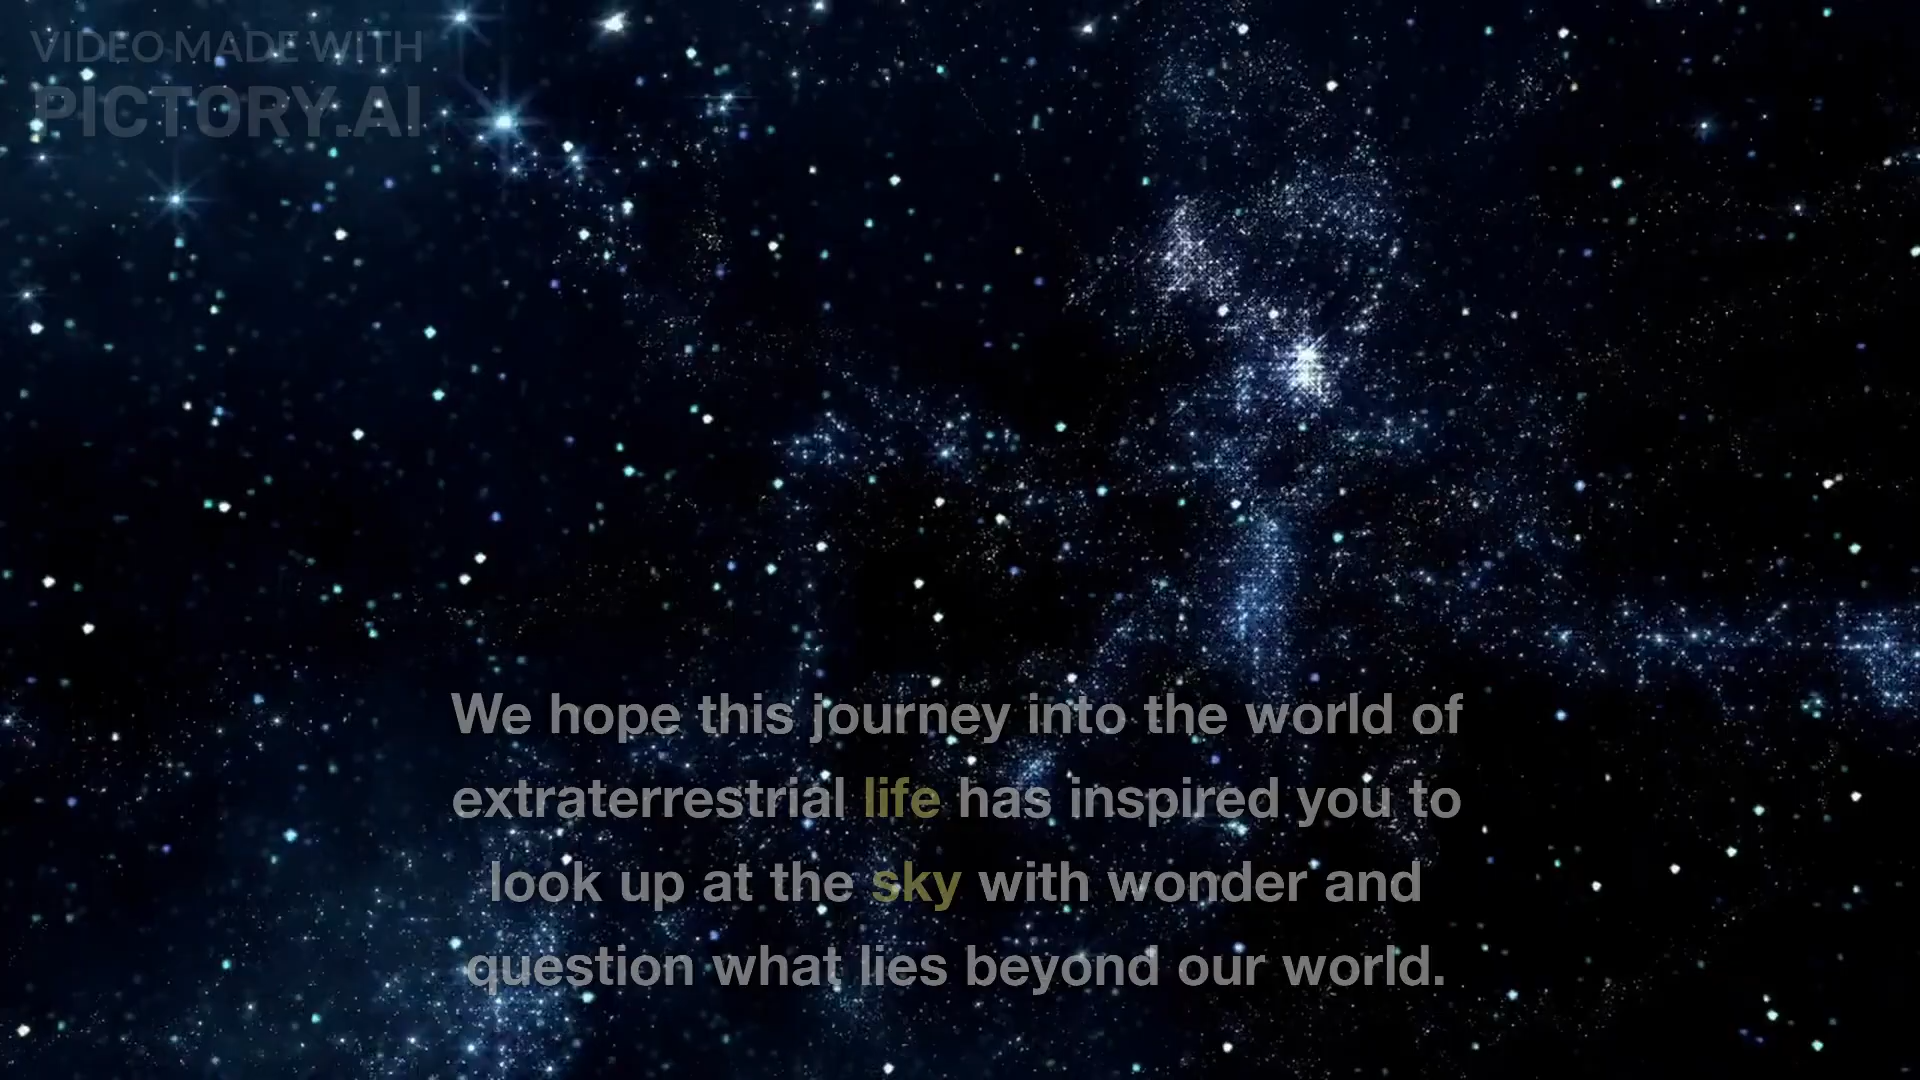 VIDEO MADE WITH
PICTORY.AI
We hope this journey into the world of
extraterrestrial life has inspired you to
look up at the sky with wonder and
question what lies beyond our world.